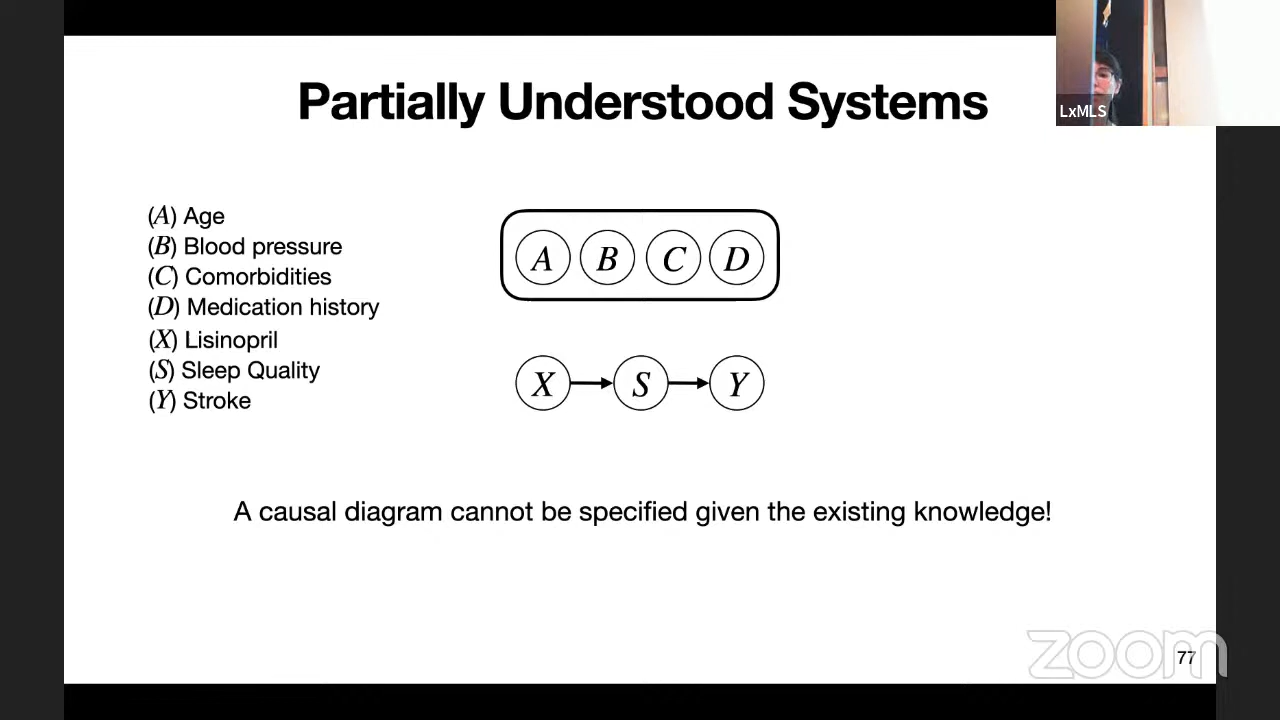 Partially Understood Systems
LxMLS
(A) Age
(B) Blood pressure
(C) Comorbidities
(D) Medication history
(X) Lisinopril
(S) Sleep Quality
(Y) Stroke
A B C D
X S Y
A causal diagram cannot be specified given the existing knowledge!
zoom
77